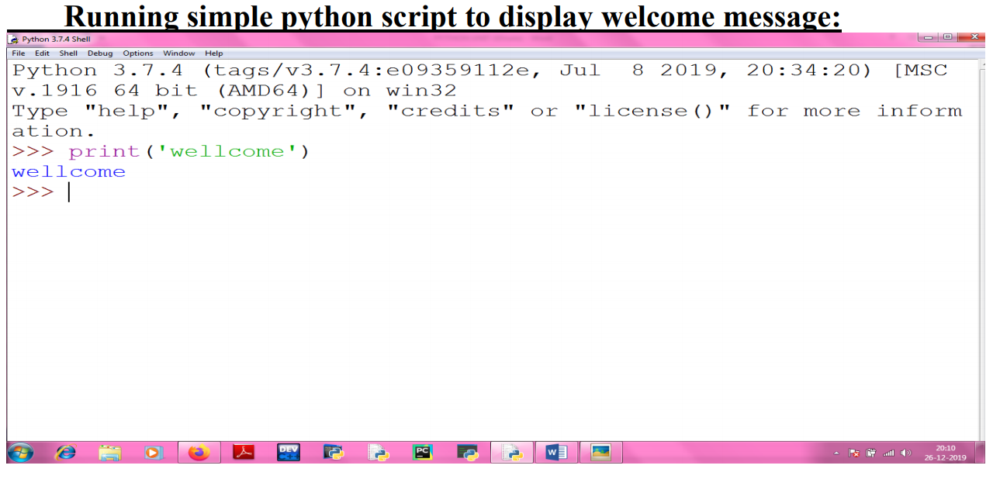 Running simple python script to display welcome message:
Python 3.7.4 Shell
File Edit Shell Debug Options Window Help
Python 3.7.4 (tags/v3.7.4:e09359112e, Jul  8 2019, 20:34:20) [MSC
v.1916 64 bit (AMD64)] on win32
Type "help", "copyright", "credits" or "license()" for more inform
ation.
>>> print('wellcome')
wellcome
>>>
DEV
C++
PC
W
20:10
26-12-2019